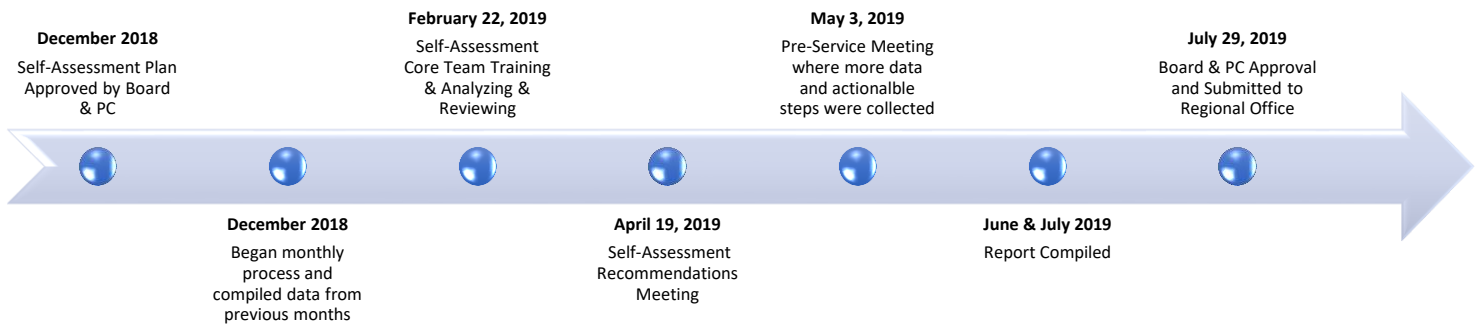 December 2018
Self-Assessment Plan
Approved by Board
& PC
December 2018
Began monthly
process and
compiled data from
previous months
February 22, 2019
Self-Assessment
Core Team Training
& Analyzing &
Reviewing
April 19, 2019
Self-Assessment
Recommendations
Meeting
May 3, 2019
Pre-Service Meeting
where more data
and actionalble
steps were collected
June & July 2019
Report Compiled
July 29, 2019
Board & PC Approval
and Submitted to
Regional Office